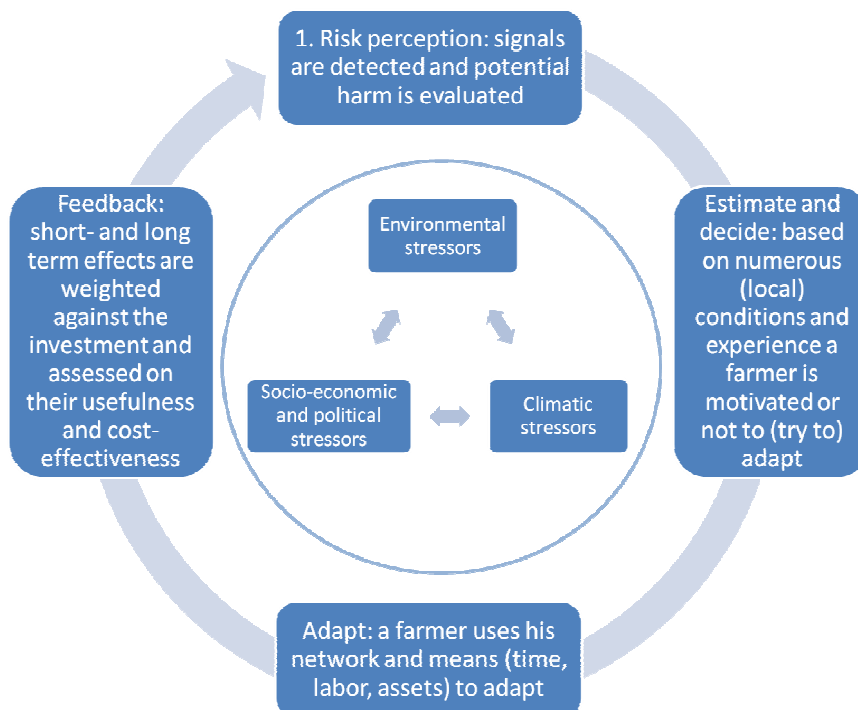 1. Risk perception: signals
are detected and potential
harm is evaluated
Estimate and
decide: based
on numerous
(local)
conditions and
experience a
farmer is
motivated or
not to (try to)
adapt
Adapt: a farmer uses his
network and means (time,
labor, assets) to adapt
Feedback:
short- and long
term effects are
weighted
against the
investment and
assessed on
their usefulness
and cost-
effectiveness
Environmental
stressors
Socio-economic
and political
stressors
Climatic
stressors